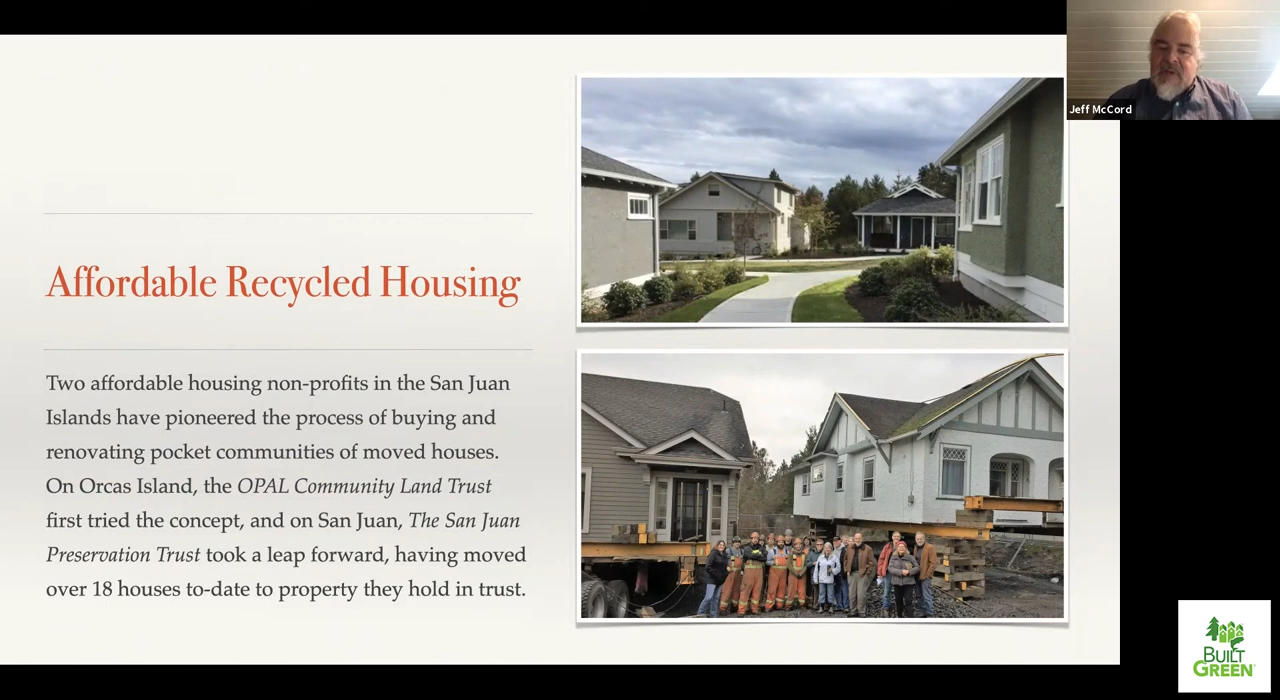 Jeff McCord
Affordable Recycled Housing
Two affordable housing non-profits in the San Juan
Islands have pioneered the process of buying and
renovating pocket communities of moved houses.
On Orcas Island, the OPAL Community Land Trust
first tried the concept, and on San Juan, The San Juan
Preservation Trust took a leap forward, having moved
over 18 houses to-date to property they hold in trust.
BUILT
GREEN